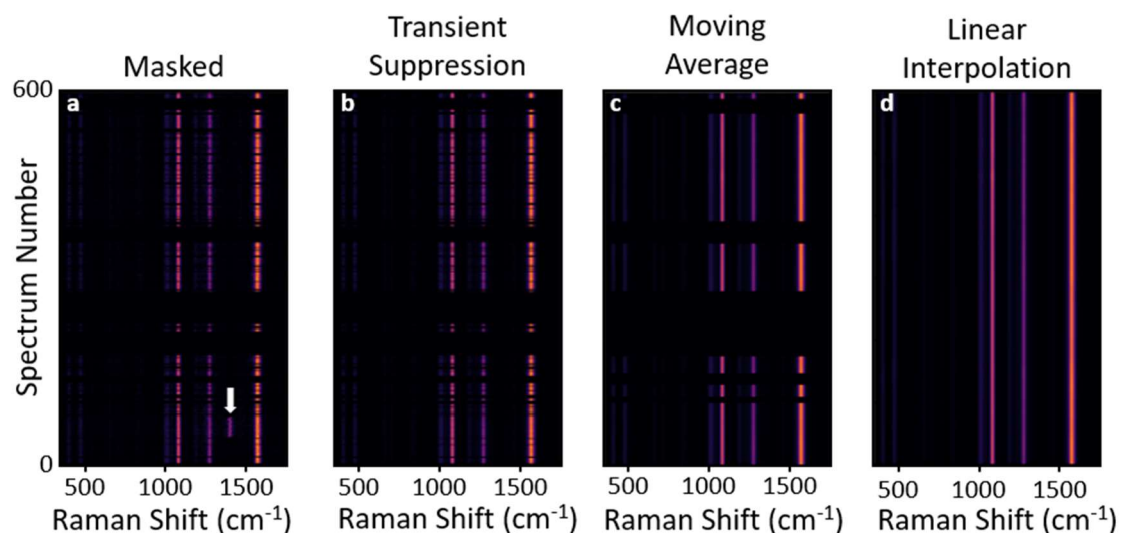 Masked
Transient
Suppression
Moving
Average
Linear
Interpolation
Spectrum Number
600
0
a
b
c
d
500 1000 1500
Raman Shift (cm⁻¹)
500 1000 1500
Raman Shift (cm⁻¹)
500 1000 1500
Raman Shift (cm⁻¹)
500 1000 1500
Raman Shift (cm⁻¹)